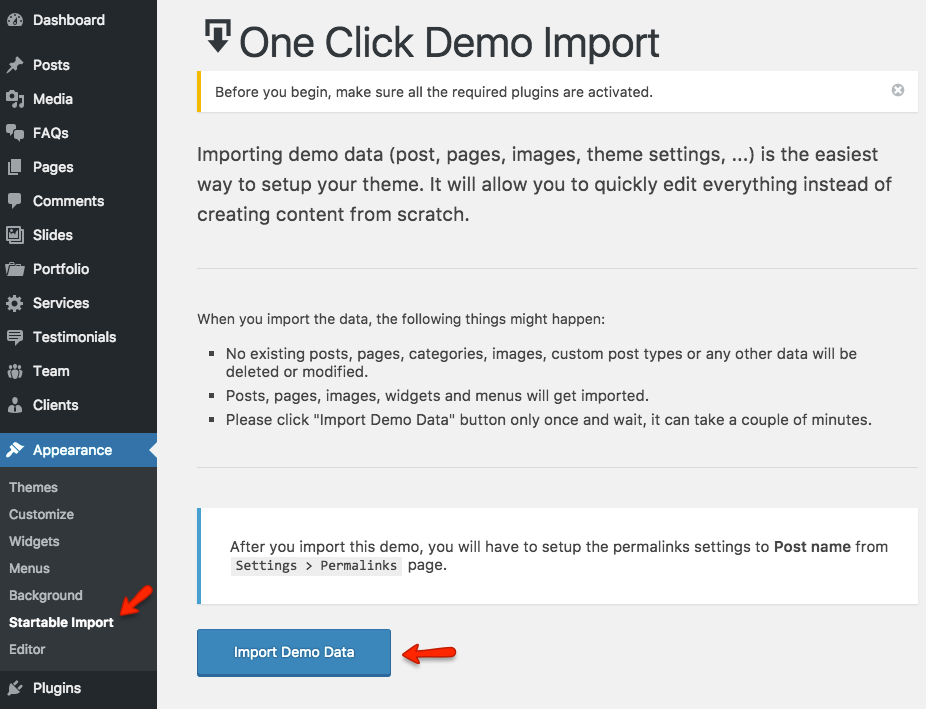 Dashboard
Posts
Media
FAQs
Pages
Comments
Slides
Portfolio
Services
Testimonials
Team
Clients
Appearance
Themes
Customize
Widgets
Menus
Background
Startable Import
Editor
Plugins
One Click Demo Import
Before you begin, make sure all the required plugins are activated.
Importing demo data (post, pages, images, theme settings, ...) is the easiest
way to setup your theme. It will allow you to quickly edit everything instead of
creating content from scratch.
When you import the data, the following things might happen:
No existing posts, pages, categories, images, custom post types or any other data will be
deleted or modified.
Posts, pages, images, widgets and menus will get imported.
Please click "Import Demo Data" button only once and wait, it can take a couple of minutes.
After you import this demo, you will have to setup the permalinks settings to Post name from
Settings > Permalinks page.
Import Demo Data